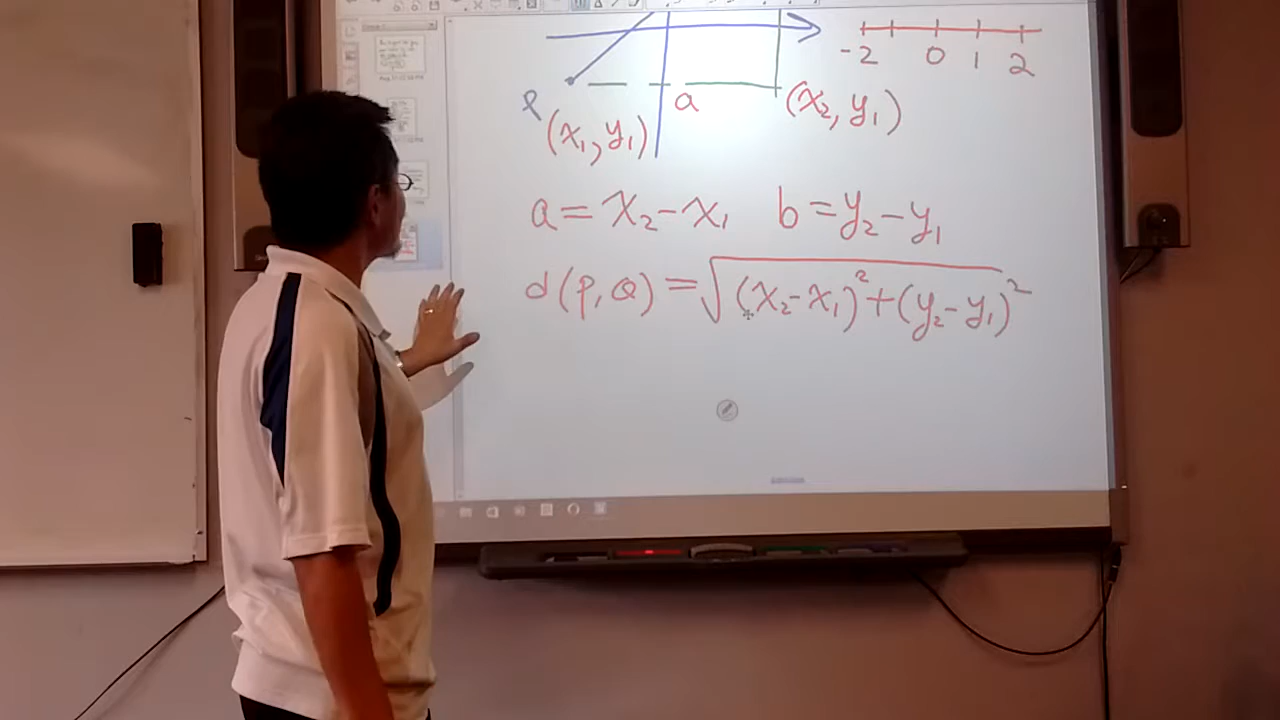 -2 0 1 2
P a (x₂, y₁)
(x₁, y₁)
a = x₂ - x₁ b = y₂ - y₁
d(P, Q) = √(x₂ - x₁)² + (y₂ - y₁)²